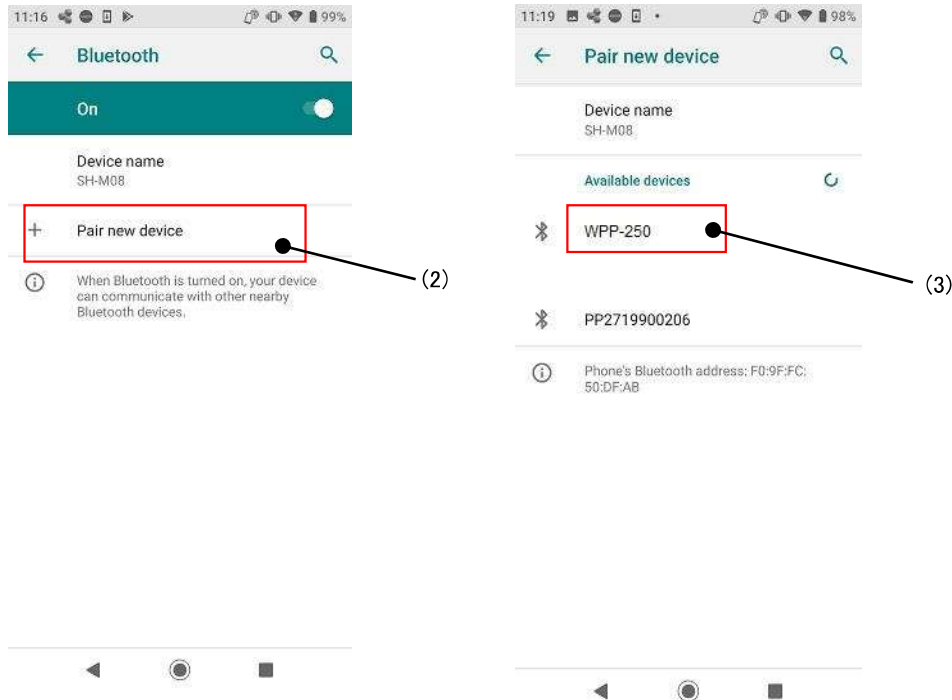 11:16
99%
Bluetooth
On
Device name
SH-M08
Pair new device
When Bluetooth is turned on, your device
can communicate with other nearby
Bluetooth devices.
(2)
11:19
98%
Pair new device
Device name
SH-M08
Available devices
WPP-250
PP2719900206
Phone's Bluetooth address: F0:9F:FC:
50:DF:AB
(3)